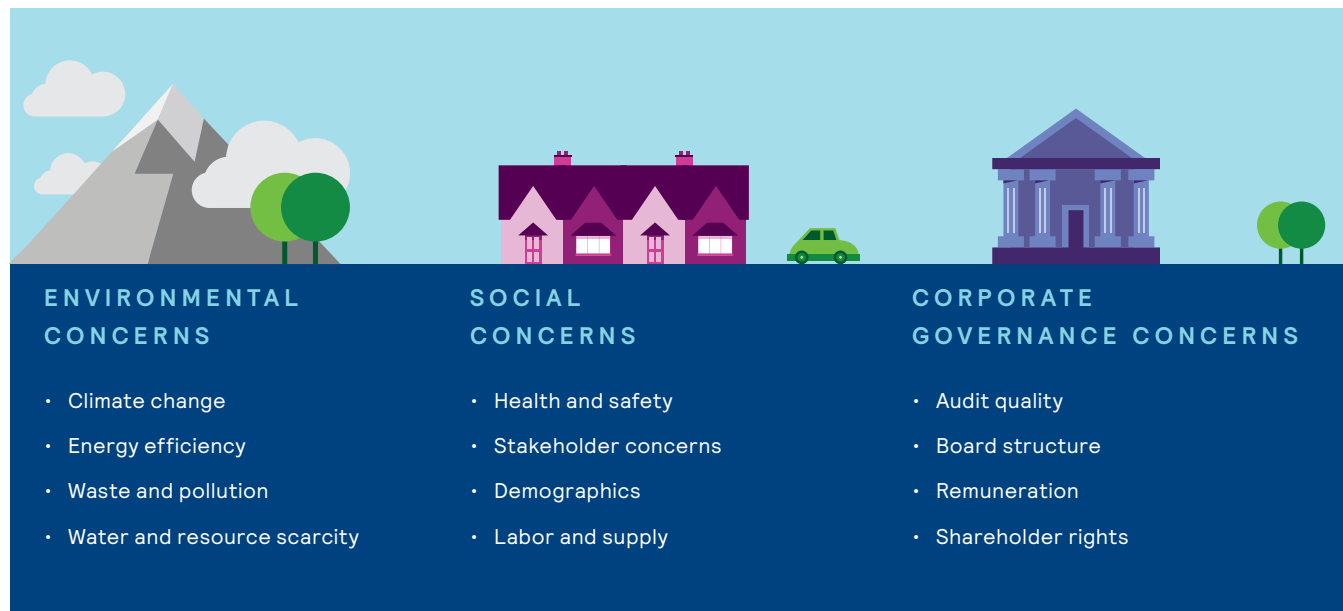 ENVIRONMENTAL
CONCERNS
• Climate change
• Energy efficiency
• Waste and pollution
• Water and resource scarcity
SOCIAL
CONCERNS
• Health and safety
• Stakeholder concerns
• Demographics
• Labor and supply
CORPORATE
GOVERNANCE CONCERNS
• Audit quality
• Board structure
• Remuneration
• Shareholder rights